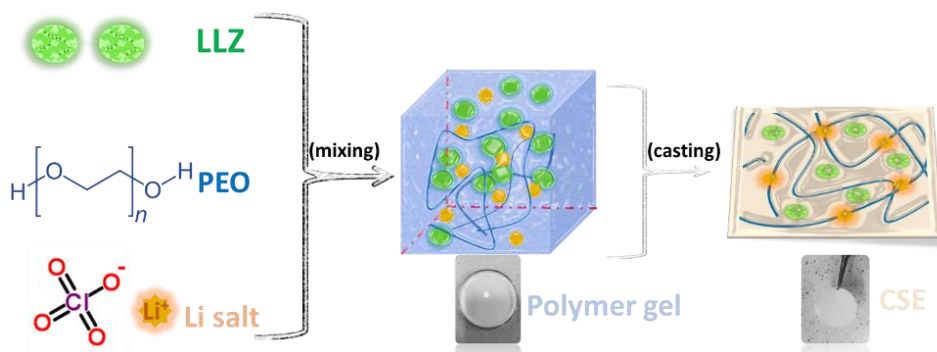 LLZ
H O O H n PEO
(mixing)
(casting)
O O O O⁻ Cl Li⁺ Li salt
Polymer gel
CSE